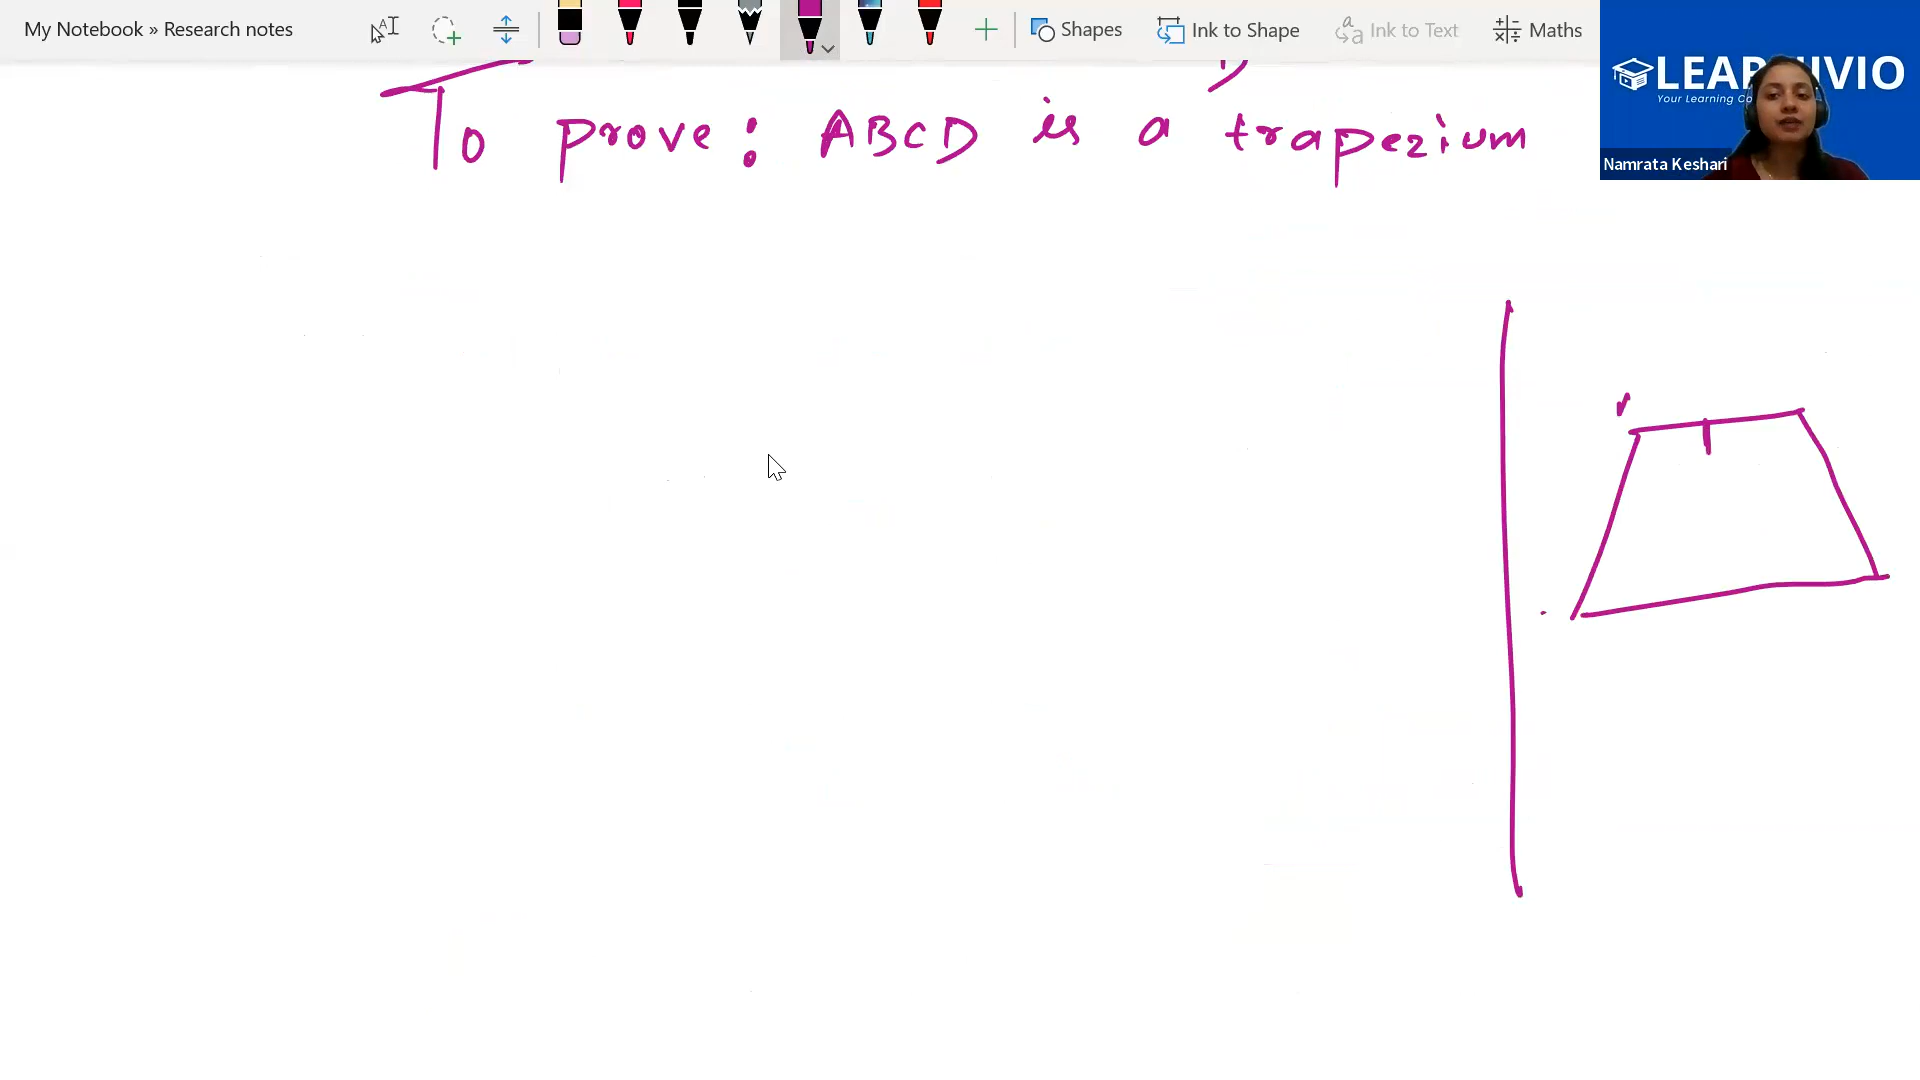 My Notebook » Research notes
Shapes
Ink to Shape
Ink to Text
Maths
LEARNUVIO
Your Learning Co
Namrata Keshari
To prove: ABCD is a trapezium